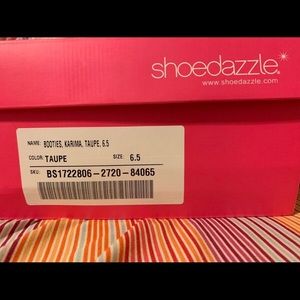 shoedazzle
www.shoedazzle.com
NAME: BOOTIES, KARIMA, TAUPE, 6.5
COLOR: TAUPE SIZE: 6.5
SKU: BS1722806-2720-84065